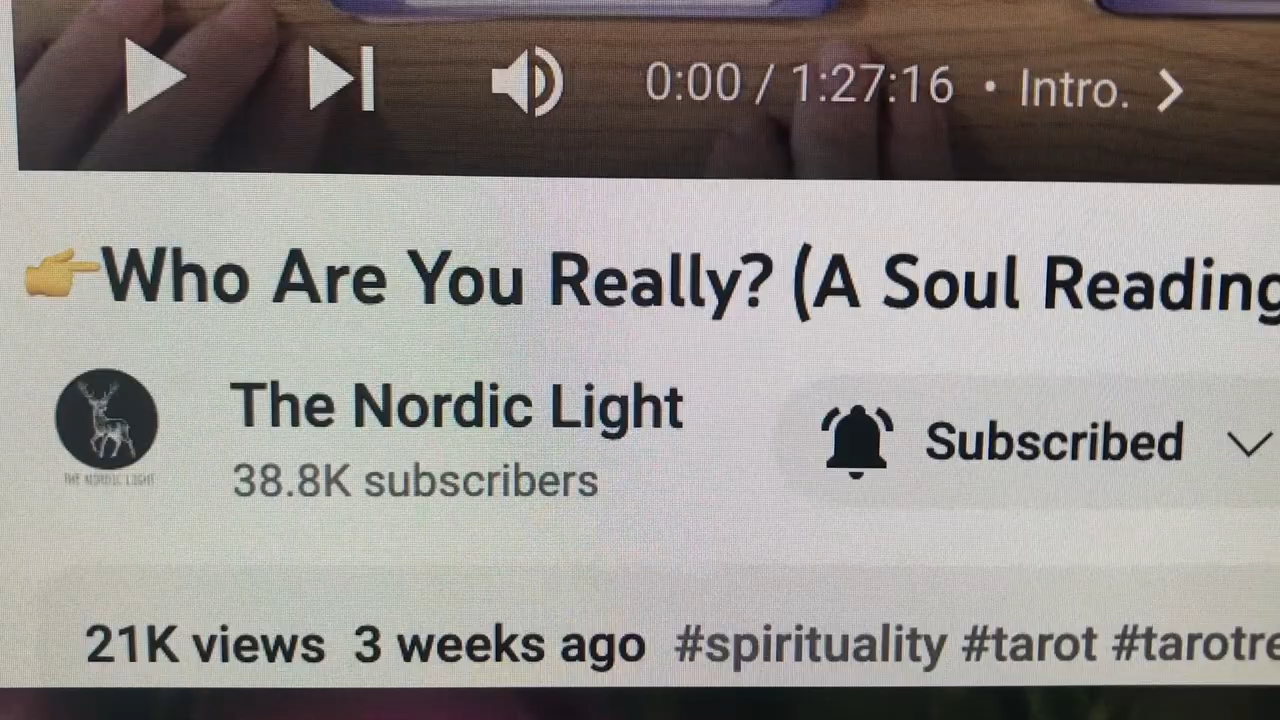 0:00 / 1:27:16 • Intro.
👉Who Are You Really? (A Soul Reading
The Nordic Light
Subscribed
THE NORDIC LIGHT
38.8K subscribers
21K views 3 weeks ago #spirituality #tarot #tarotre